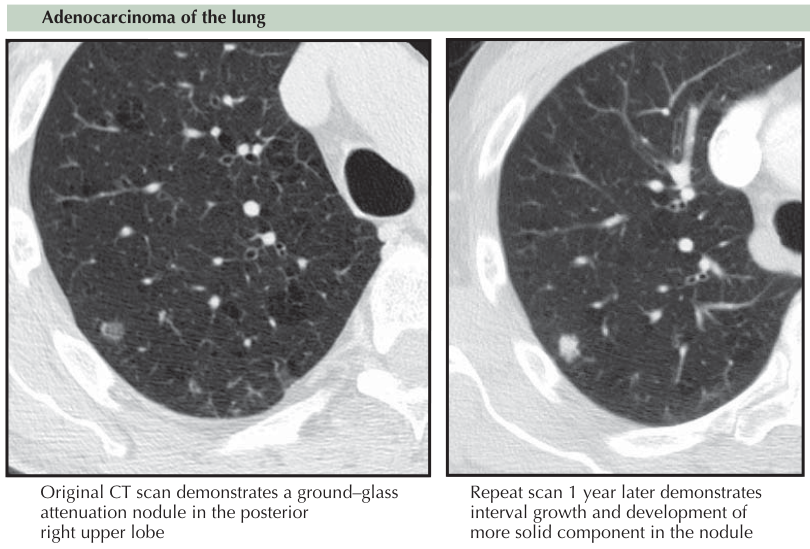 Adenocarcinoma of the lung
Original CT scan demonstrates a ground–glass
attenuation nodule in the posterior
right upper lobe
Repeat scan 1 year later demonstrates
interval growth and development of
more solid component in the nodule